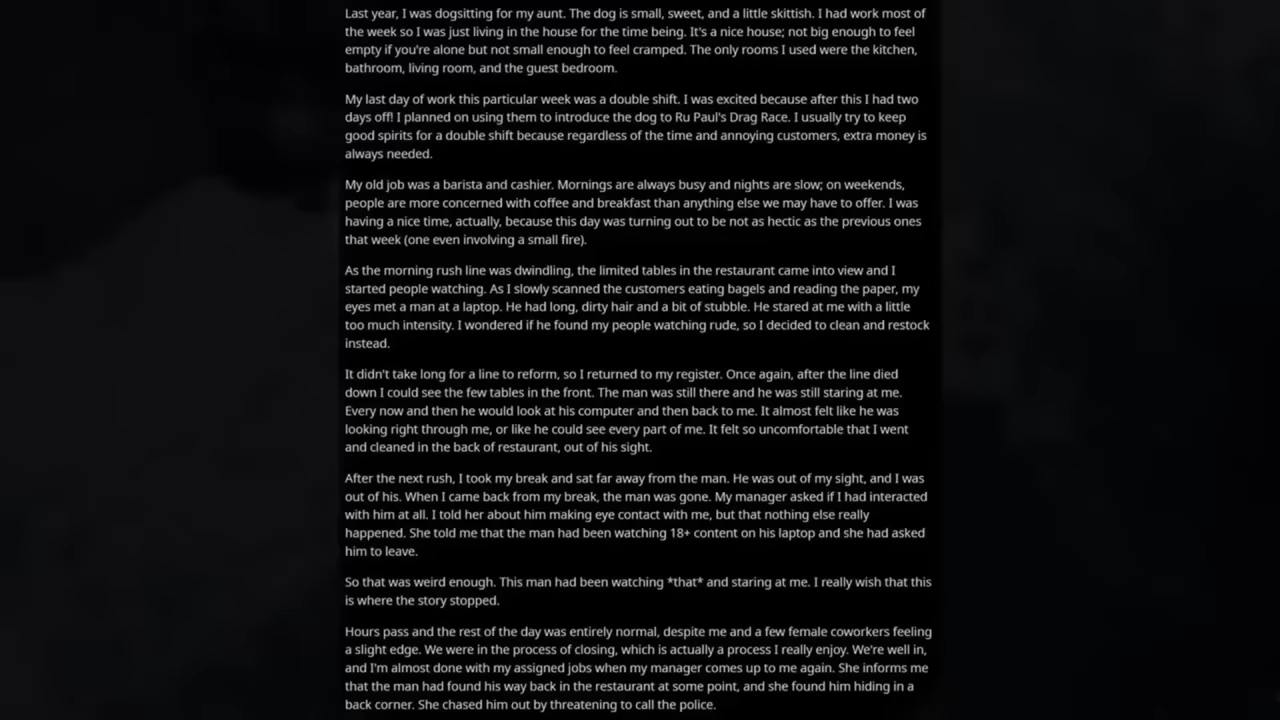 Last year, I was dogsitting for my aunt. The dog is small, sweet, and a little skittish. I had work most of
the week so I was just living in the house for the time being. It's a nice house; not big enough to feel
empty if you're alone but not small enough to feel cramped. The only rooms I used were the kitchen,
bathroom, living room, and the guest bedroom.
My last day of work this particular week was a double shift. I was excited because after this I had two
days off! I planned on using them to introduce the dog to Ru Paul's Drag Race. I usually try to keep
good spirits for a double shift because regardless of the time and annoying customers, extra money is
always needed.
My old job was a barista and cashier. Mornings are always busy and nights are slow; on weekends,
people are more concerned with coffee and breakfast than anything else we may have to offer. I was
having a nice time, actually, because this day was turning out to be not as hectic as the previous ones
that week (one even involving a small fire).
As the morning rush line was dwindling, the limited tables in the restaurant came into view and I
started people watching. As I slowly scanned the customers eating bagels and reading the paper, my
eyes met a man at a laptop. He had long, dirty hair and a bit of stubble. He stared at me with a little
too much intensity. I wondered if he found my people watching rude, so I decided to clean and restock
instead.
It didn't take long for a line to reform, so I returned to my register. Once again, after the line died
down I could see the few tables in the front. The man was still there and he was still staring at me.
Every now and then he would look at his computer and then back to me. It almost felt like he was
looking right through me, or like he could see every part of me. It felt so uncomfortable that I went
and cleaned in the back of restaurant, out of his sight.
After the next rush, I took my break and sat far away from the man. He was out of my sight, and I was
out of his. When I came back from my break, the man was gone. My manager asked if I had interacted
with him at all. I told her about him making eye contact with me, but that nothing else really
happened. She told me that the man had been watching 18+ content on his laptop and she had asked
him to leave.
So that was weird enough. This man had been watching *that* and staring at me. I really wish that this
is where the story stopped.
Hours pass and the rest of the day was entirely normal, despite me and a few female coworkers feeling
a slight edge. We were in the process of closing, which is actually a process I really enjoy. We're well in,
and I'm almost done with my assigned jobs when my manager comes up to me again. She informs me
that the man had found his way back in the restaurant at some point, and she found him hiding in a
back corner. She chased him out by threatening to call the police.